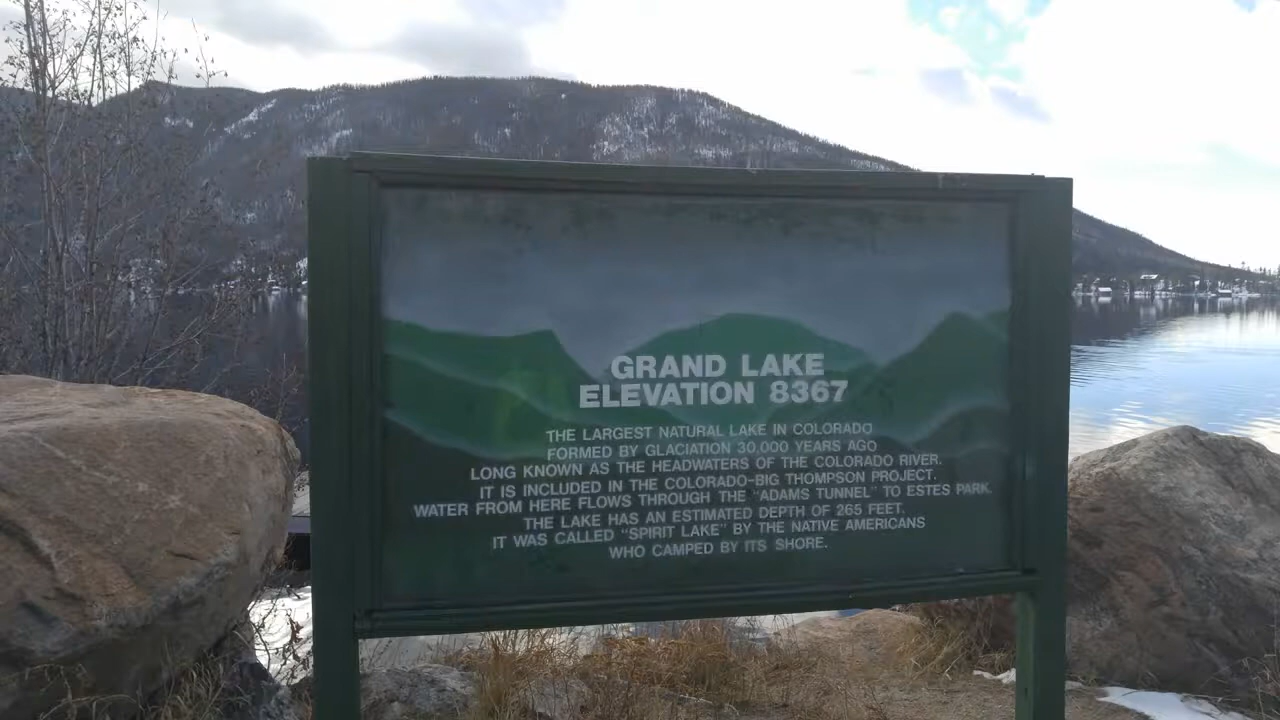 GRAND LAKE
ELEVATION 8367
THE LARGEST NATURAL LAKE IN COLORADO
FORMED BY GLACIATION 30,000 YEARS AGO
LONG KNOWN AS THE HEADWATERS OF THE COLORADO RIVER.
IT IS INCLUDED IN THE COLORADO-BIG THOMPSON PROJECT.
WATER FROM HERE FLOWS THROUGH THE "ADAMS TUNNEL" TO ESTES PARK.
THE LAKE HAS AN ESTIMATED DEPTH OF 265 FEET.
IT WAS CALLED "SPIRIT LAKE" BY THE NATIVE AMERICANS
WHO CAMPED BY ITS SHORE.